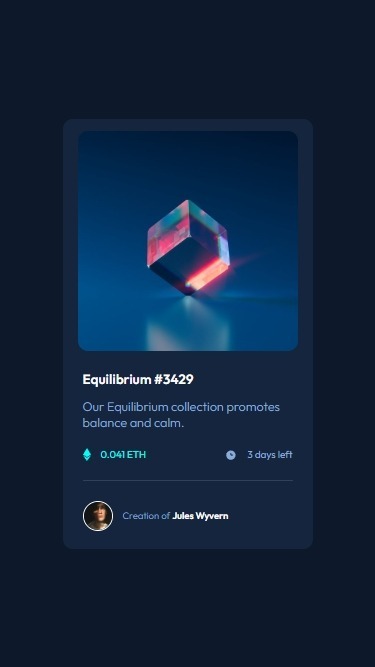 Equilibrium #3429
Our Equilibrium collection promotes
balance and calm.
0.041 ETH 3 days left
Creation of Jules Wyvern